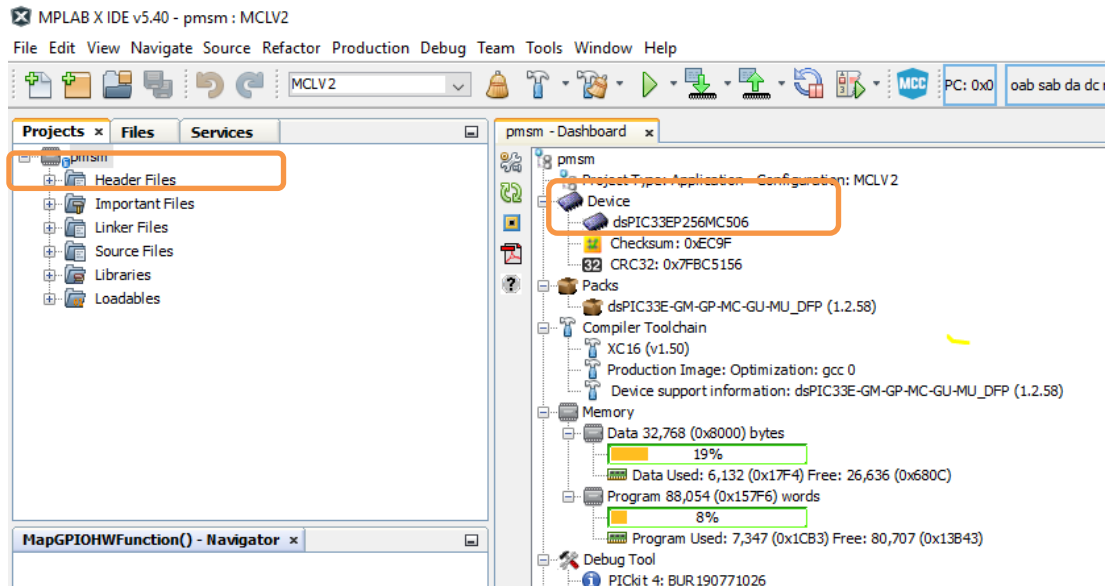 MPLAB X IDE v5.40 - pmsm : MCLV2
File Edit View Navigate Source Refactor Production Debug Team Tools Window Help
MCLV2
MCC
PC: 0x0
oab sab da dc
Projects x Files Services
pmsm
Header Files
Important Files
Linker Files
Source Files
Libraries
Loadables
MapGPIOHWFunction() - Navigator x
pmsm - Dashboard x
pmsm
Project Type: Application - Configuration: MCLV2
Device
dsPIC33EP256MC506
Checksum: 0xEC9F
32 CRC32: 0x7FBC5156
Packs
dsPIC33E-GM-GP-MC-GU-MU_DFP (1.2.58)
Compiler Toolchain
XC16 (v1.50)
Production Image: Optimization: gcc 0
Device support information: dsPIC33E-GM-GP-MC-GU-MU_DFP (1.2.58)
Memory
Data 32,768 (0x8000) bytes
19%
Data Used: 6,132 (0x17F4) Free: 26,636 (0x680C)
Program 88,054 (0x157F6) words
8%
Program Used: 7,347 (0x1CB3) Free: 80,707 (0x13B43)
Debug Tool
PICkit 4: BUR190771026